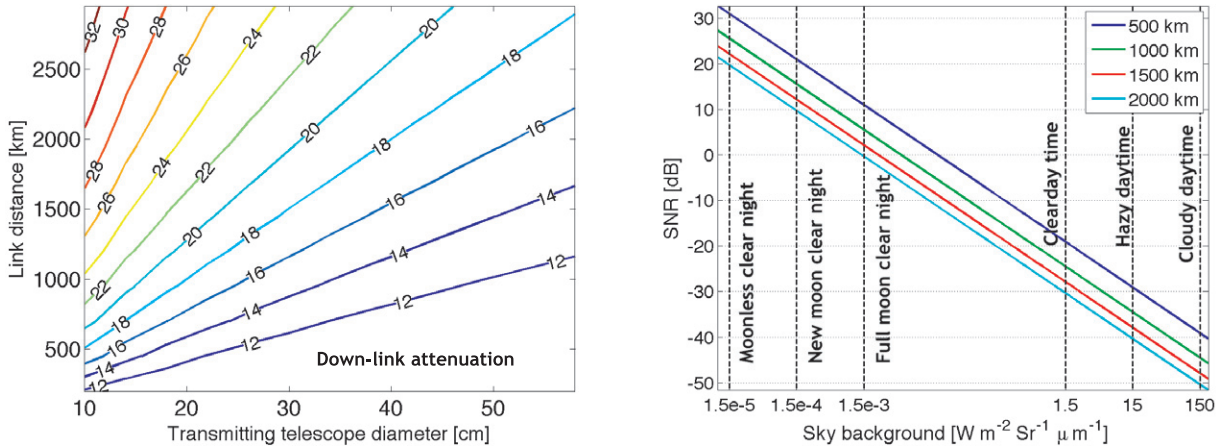 Link distance [km]
2500
2000
1500
1000
500
32
30
28
26
24
22
20
18
28
26
24
22
20
18
16
14
12
20
18
16
14
12
22
20
18
16
14
12
Down-link attenuation
10 20 30 40 50
Transmitting telescope diameter [cm]
SNR [dB]
30
20
10
0
-10
-20
-30
-40
-50
500 km
1000 km
1500 km
2000 km
Moonless clear night
New moon clear night
Full moon clear night
Clearday time
Hazy daytime
Cloudy daytime
1.5e-5 1.5e-4 1.5e-3 1.5 15 150
Sky background [W m-2 Sr-1 μ m-1]